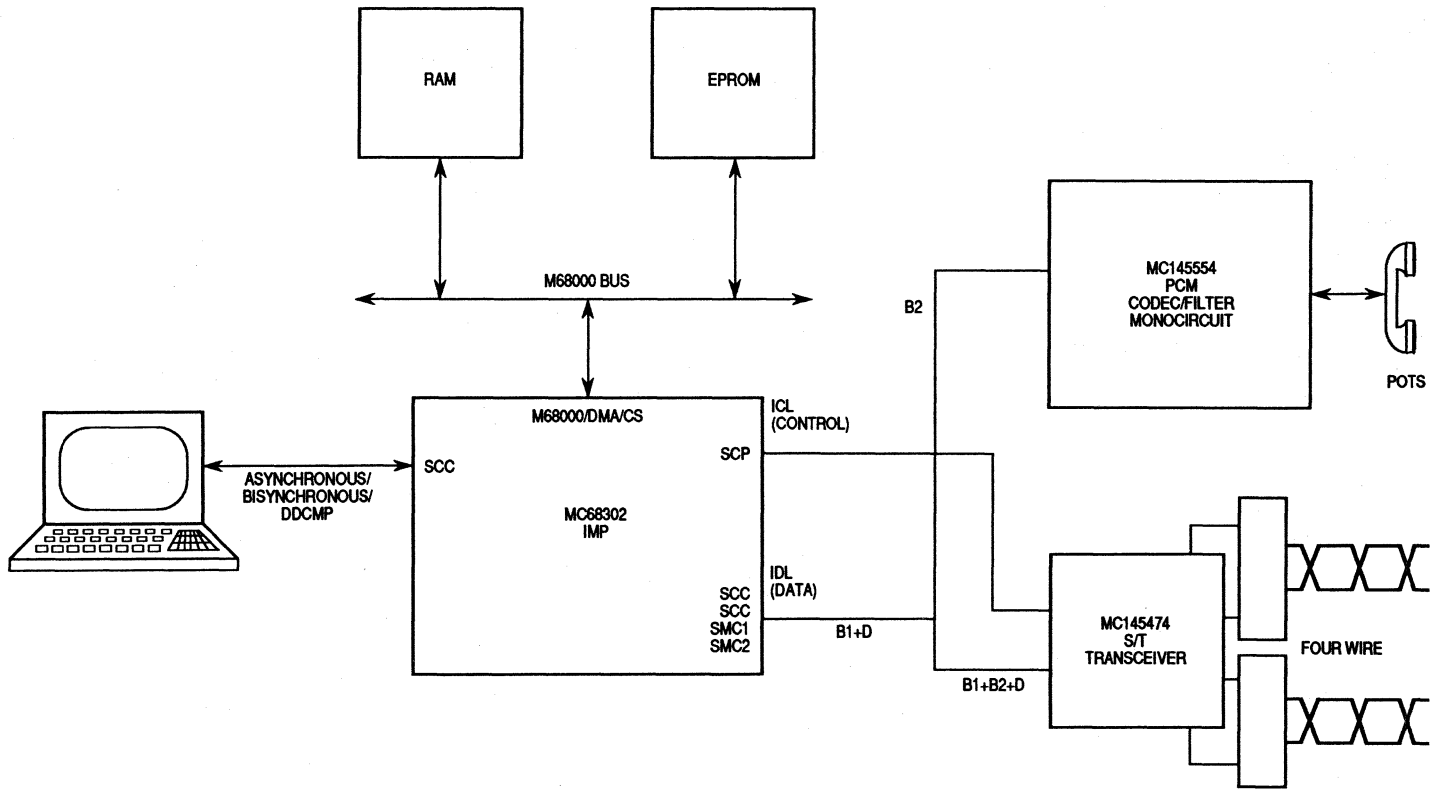 RAM
EPROM
M68000 BUS
MC145554
PCM
CODEC/FILTER
MONOCIRCUIT
B2
POTS
M68000/DMA/CS
ICL
(CONTROL)
SCC
SCP
ASYNCHRONOUS/
BISYNCHRONOUS/
DDCMP
MC68302
IMP
IDL
(DATA)
SCC
SCC
SMC1
SMC2
B1+D
MC145474
S/T
TRANSCEIVER
FOUR WIRE
B1+B2+D